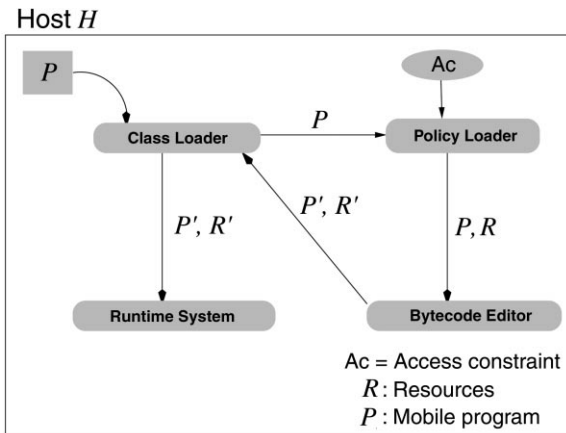 Host H
P
Ac
Class Loader
P
Policy Loader
P', R'
P', R'
P, R
Runtime System
Bytecode Editor
Ac = Access constraint
R : Resources
P : Mobile program